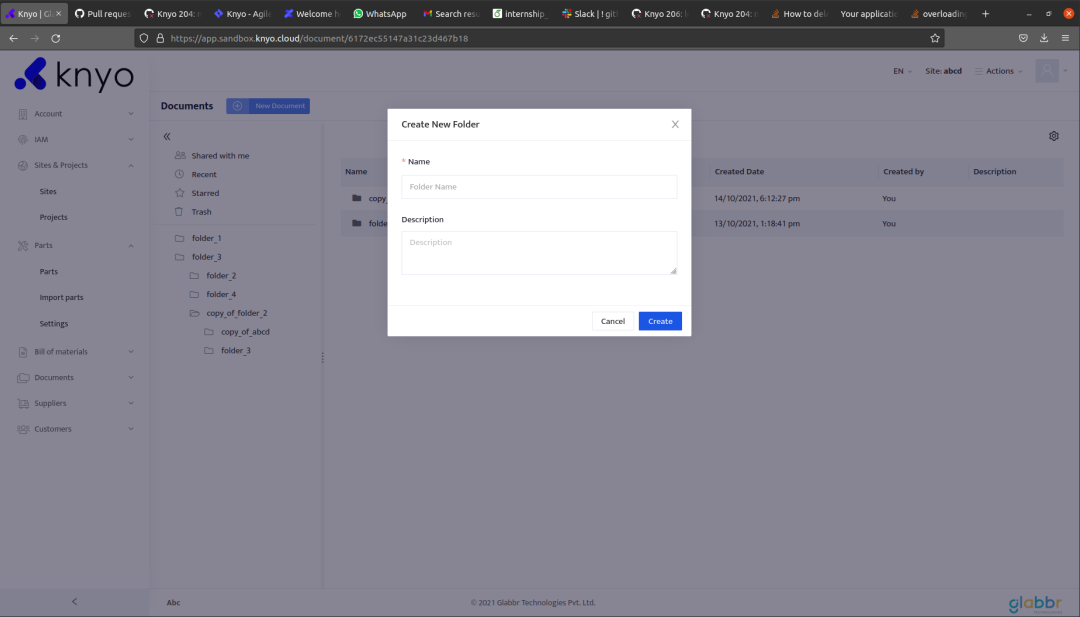 Knyo | Gl
Pull reques
Knyo 204:
Knyo - Agil
Welcome
WhatsApp
Search resu
internship_
Slack | ! git
Knyo 206:
Knyo 204:
How to del
Your applicatio
overloading
https://app.sandbox.knyo.cloud/document/6172ec55147a31c23d467b18
knyo
EN
Site: abcd
Actions
Account
IAM
Sites & Projects
Sites
Projects
Parts
Parts
Import parts
Settings
Bill of materials
Documents
Suppliers
Customers
Documents
New Document
Shared with me
Recent
Starred
Trash
folder_1
folder_3
folder_2
folder_4
copy_of_folder_2
copy_of_abcd
folder_3
Name
Created Date
Created by
Description
copy
14/10/2021, 6:12:27 pm
You
folde
13/10/2021, 1:18:41 pm
You
Create New Folder
* Name
Folder Name
Description
Description
Cancel
Create
Abc
© 2021 Glabbr Technologies Pvt. Ltd.
glabbr